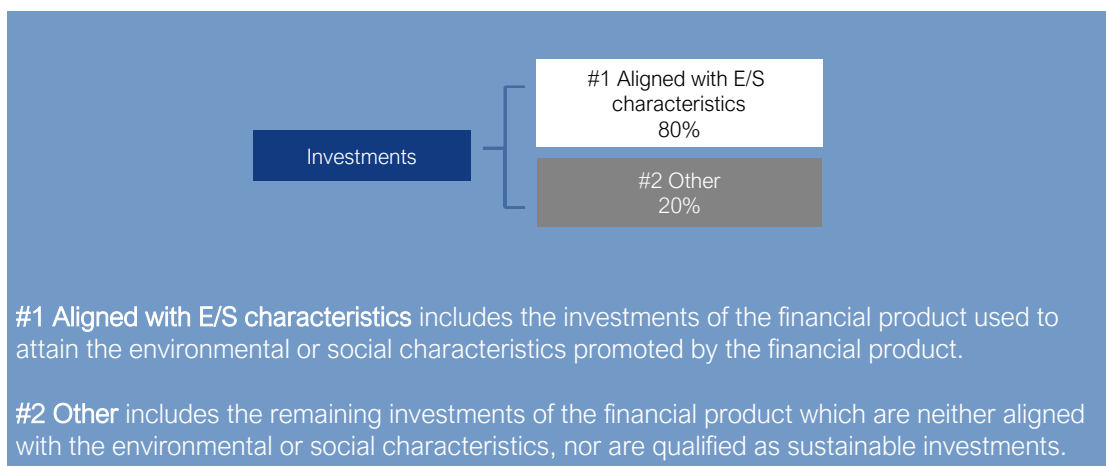 #1 Aligned with E/S
characteristics
80%
Investments
#2 Other
20%
#1 Aligned with E/S characteristics includes the investments of the financial product used to
attain the environmental or social characteristics promoted by the financial product.
#2 Other includes the remaining investments of the financial product which are neither aligned
with the environmental or social characteristics, nor are qualified as sustainable investments.